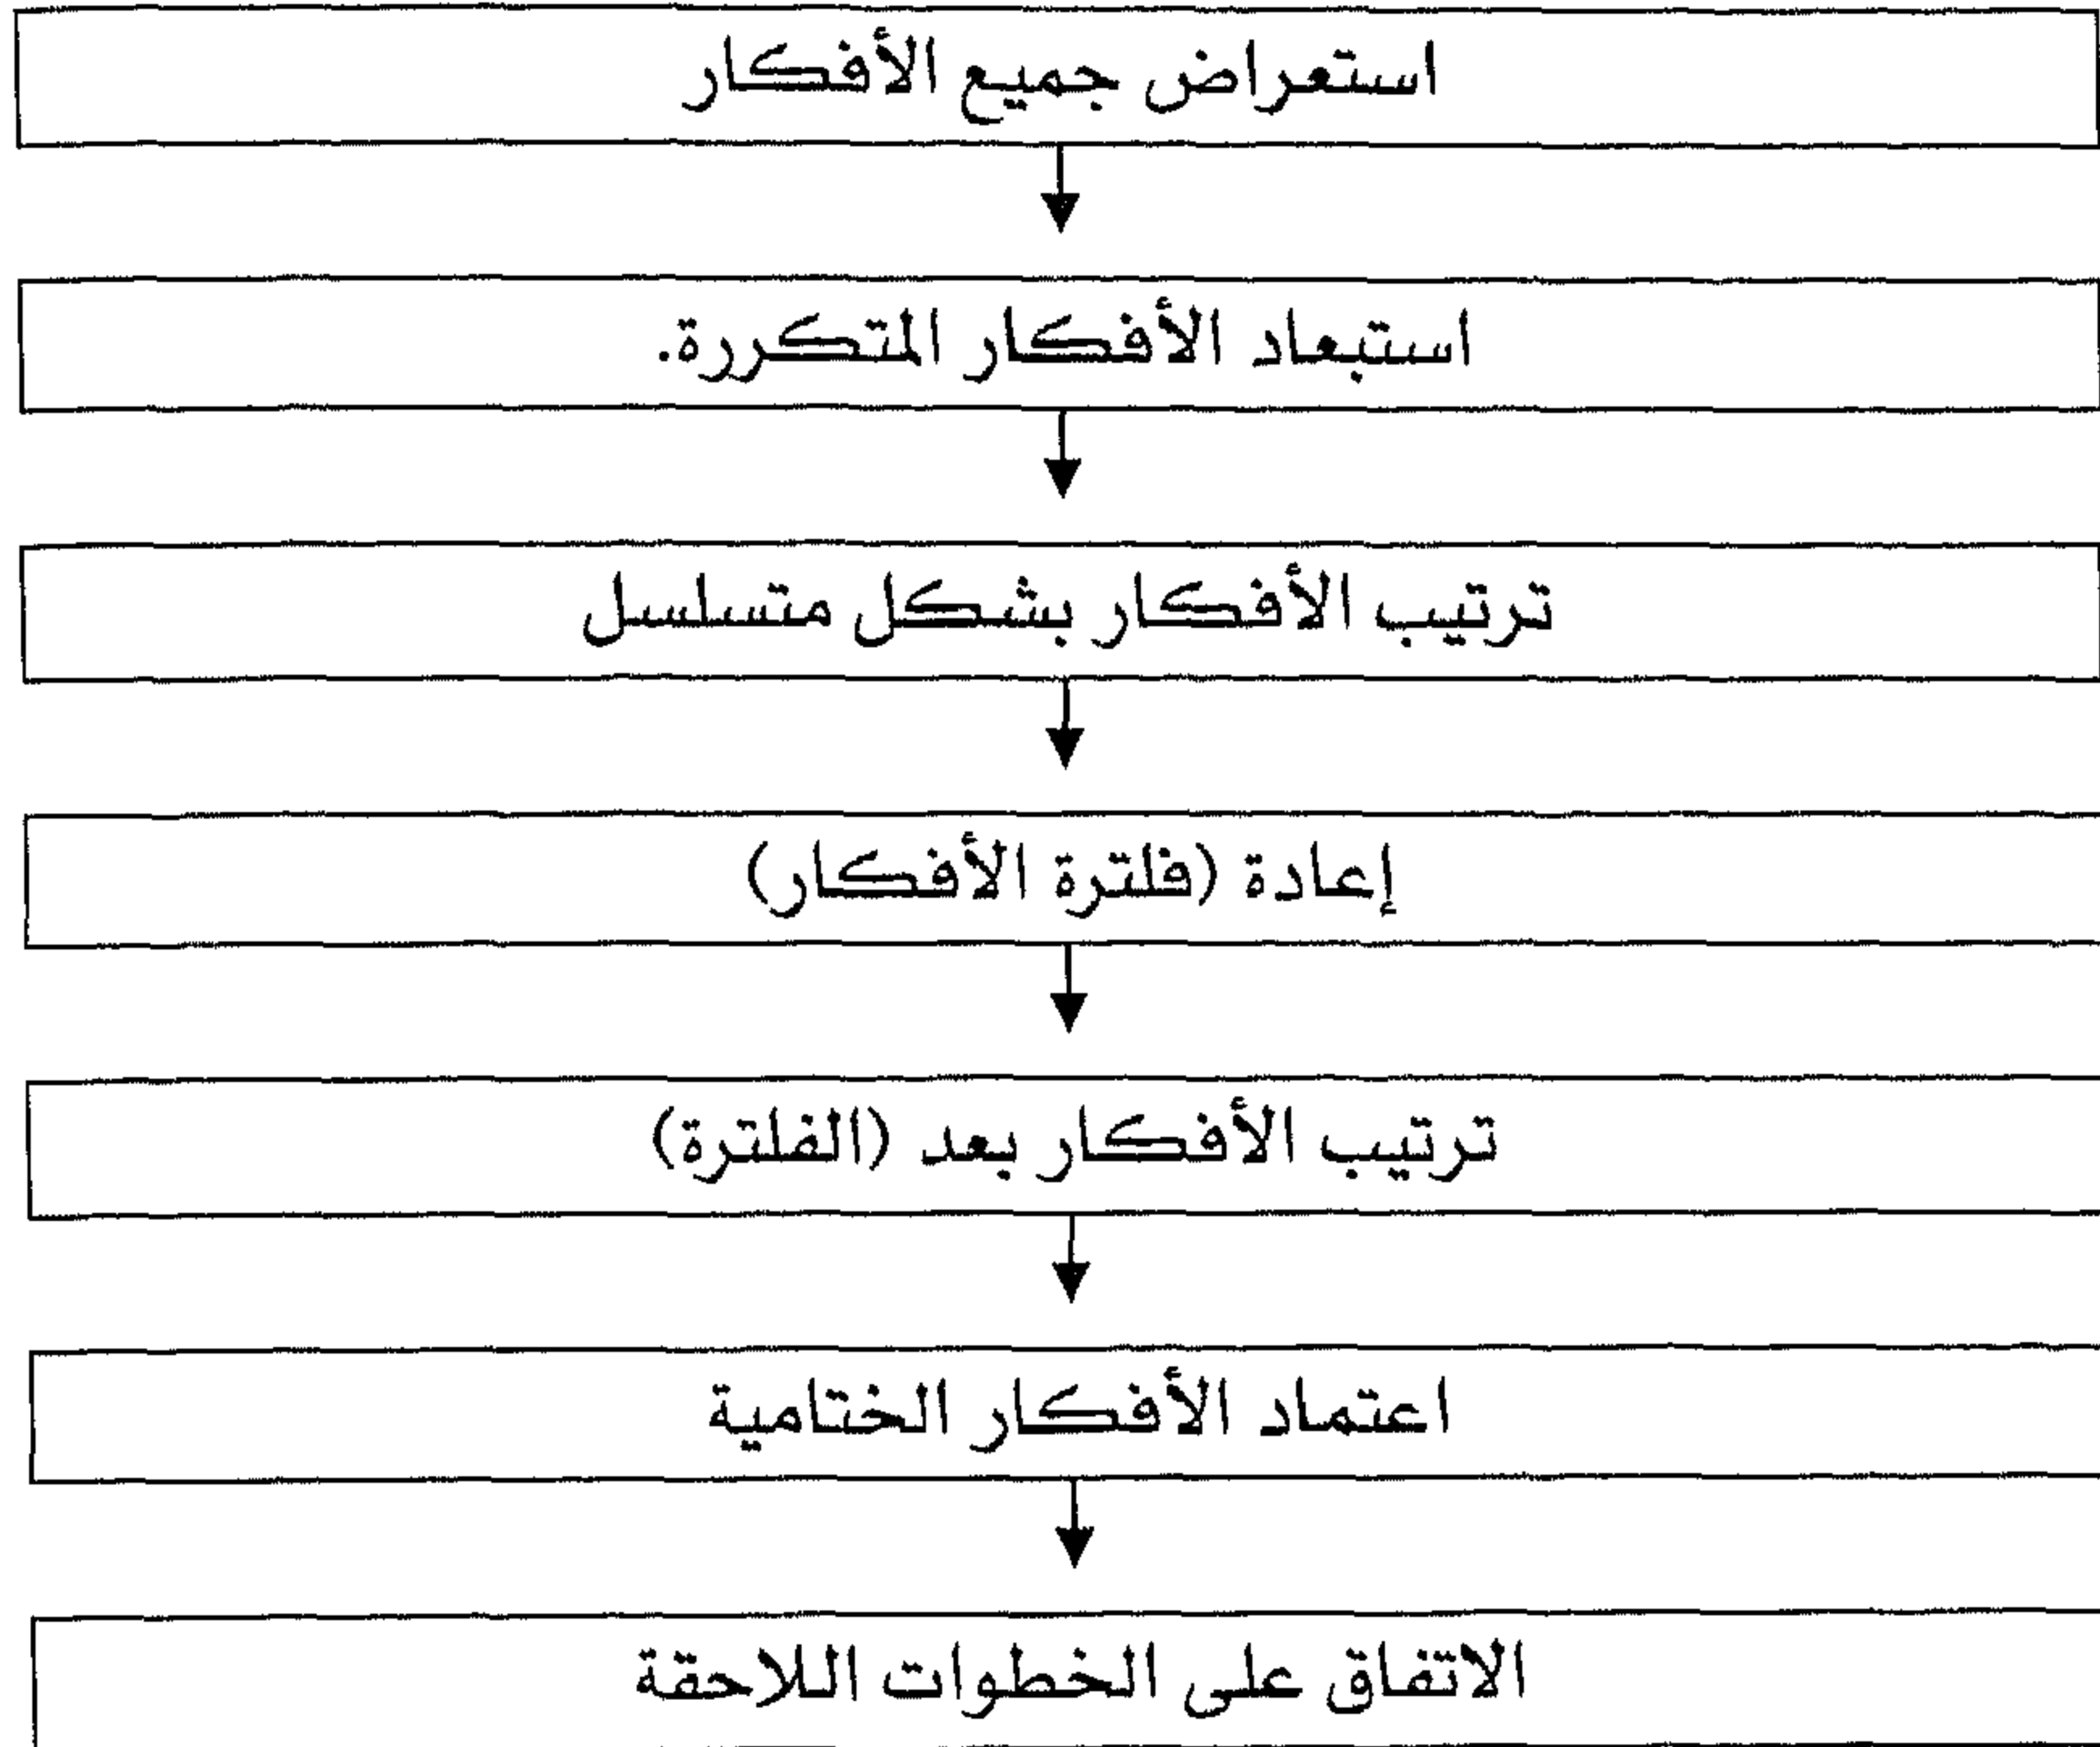 استعراض جميع الأفكار
استبعاد الأفكار المتكررة.
ترتيب الأفكار بشكل متسلسل
إعادة (فلترة الأفكار)
ترتيب الأفكار بعد (الفلترة)
اعتماد الأفكار الختامية
الاتفاق على الخطوات اللاحقة